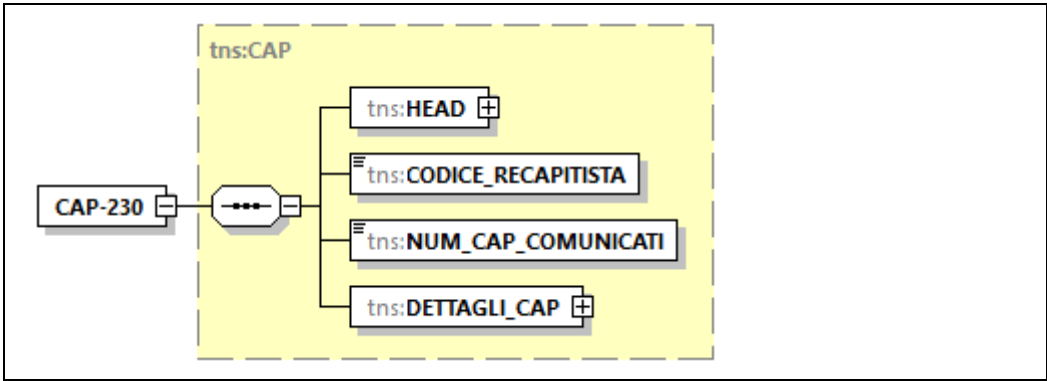 tns:CAP
tns:HEAD
tns:CODICE_RECAPITISTA
CAP-230
tns:NUM_CAP_COMUNICATI
tns:DETTAGLI_CAP